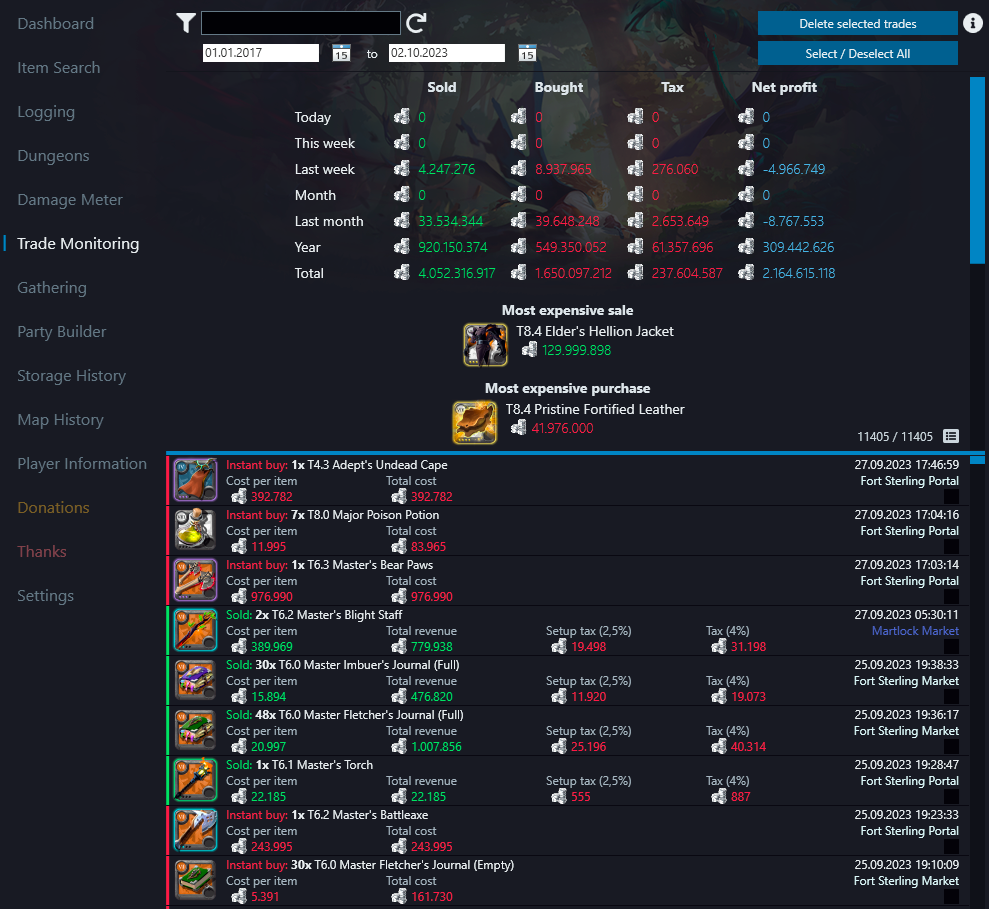 Dashboard
Item Search
Logging
Dungeons
Damage Meter
Trade Monitoring
Gathering
Party Builder
Storage History
Map History
Player Information
Donations
Thanks
Settings
Delete selected trades
01.01.2017 15 to 02.10.2023 15
Select / Deselect All
Sold Bought Tax Net profit
Today 0 0 0 0
This week 0 0 0 0
Last week 4.247.276 8.937.965 276.060 -4.966.749
Month 0 0 0 0
Last month 33.534.344 39.648.248 2.653.649 -8.767.553
Year 920.150.374 549.350.052 61.357.696 309.442.626
Total 4.052.316.917 1.650.097.212 237.604.587 2.164.615.118
Most expensive sale
T8.4 Elder's Hellion Jacket
129.999.898
Most expensive purchase
T8.4 Pristine Fortified Leather
41.976.000
11405 / 11405
Instant buy: 1x T4.3 Adept's Undead Cape 27.09.2023 17:46:59
Cost per item Total cost Fort Sterling Portal
392.782 392.782
Instant buy: 7x T8.0 Major Poison Potion 27.09.2023 17:04:16
Cost per item Total cost Fort Sterling Portal
11.995 83.965
Instant buy: 1x T6.3 Master's Bear Paws 27.09.2023 17:03:14
Cost per item Total cost Fort Sterling Portal
976.990 976.990
Sold: 2x T6.2 Master's Blight Staff 27.09.2023 05:30:11
Cost per item Total revenue Setup tax (2,5%) Tax (4%) Martlock Market
389.969 779.938 19.498 31.198
Sold: 30x T6.0 Master Imbuer's Journal (Full) 25.09.2023 19:38:33
Cost per item Total revenue Setup tax (2,5%) Tax (4%) Fort Sterling Market
15.894 476.820 11.920 19.073
Sold: 48x T6.0 Master Fletcher's Journal (Full) 25.09.2023 19:36:17
Cost per item Total revenue Setup tax (2,5%) Tax (4%) Fort Sterling Market
20.997 1.007.856 25.196 40.314
Sold: 1x T6.1 Master's Torch 25.09.2023 19:28:47
Cost per item Total revenue Setup tax (2,5%) Tax (4%) Fort Sterling Portal
22.185 22.185 555 887
Instant buy: 1x T6.2 Master's Battleaxe 25.09.2023 19:23:33
Cost per item Total cost Fort Sterling Portal
243.995 243.995
Instant buy: 30x T6.0 Master Fletcher's Journal (Empty) 25.09.2023 19:10:09
Cost per item Total cost Fort Sterling Market
5.391 161.730